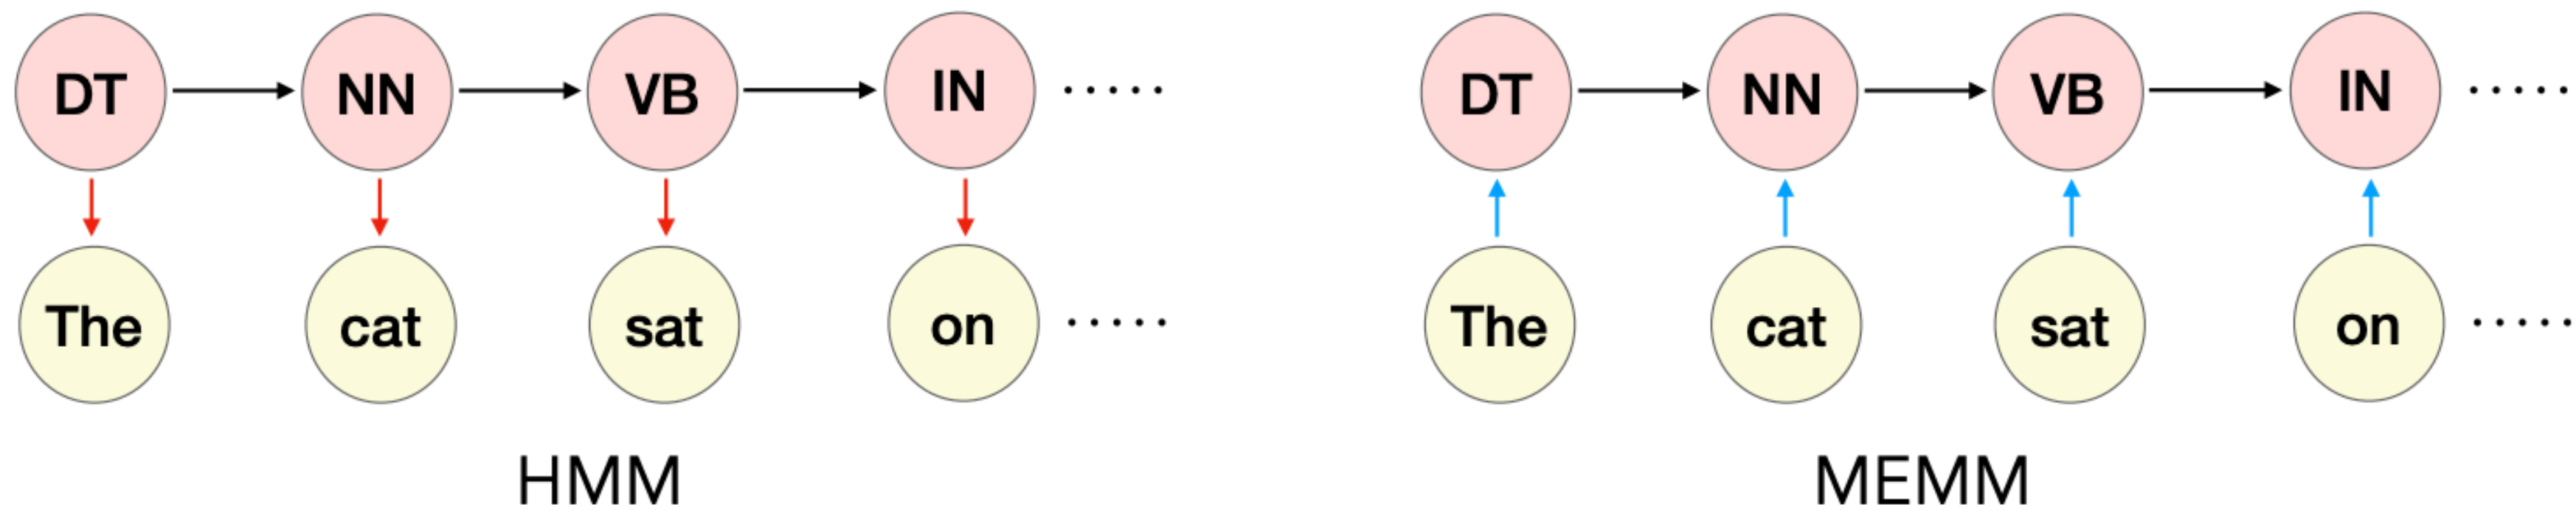 DT NN VB IN ..... DT NN VB IN .....
The cat sat on ..... The cat sat on .....
HMM MEMM